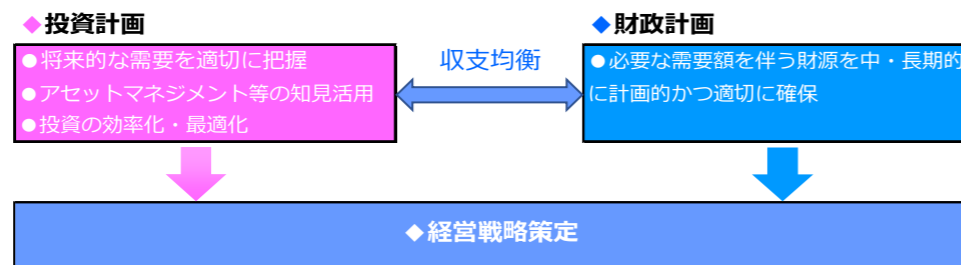 ◆投資計画
●将来的な需要を適切に把握
●アセットマネジメント等の知見活用
●投資の効率化・最適化
収支均衡
◆財政計画
●必要な需要額を伴う財源を中・長期的
に計画的かつ適切に確保
◆経営戦略策定